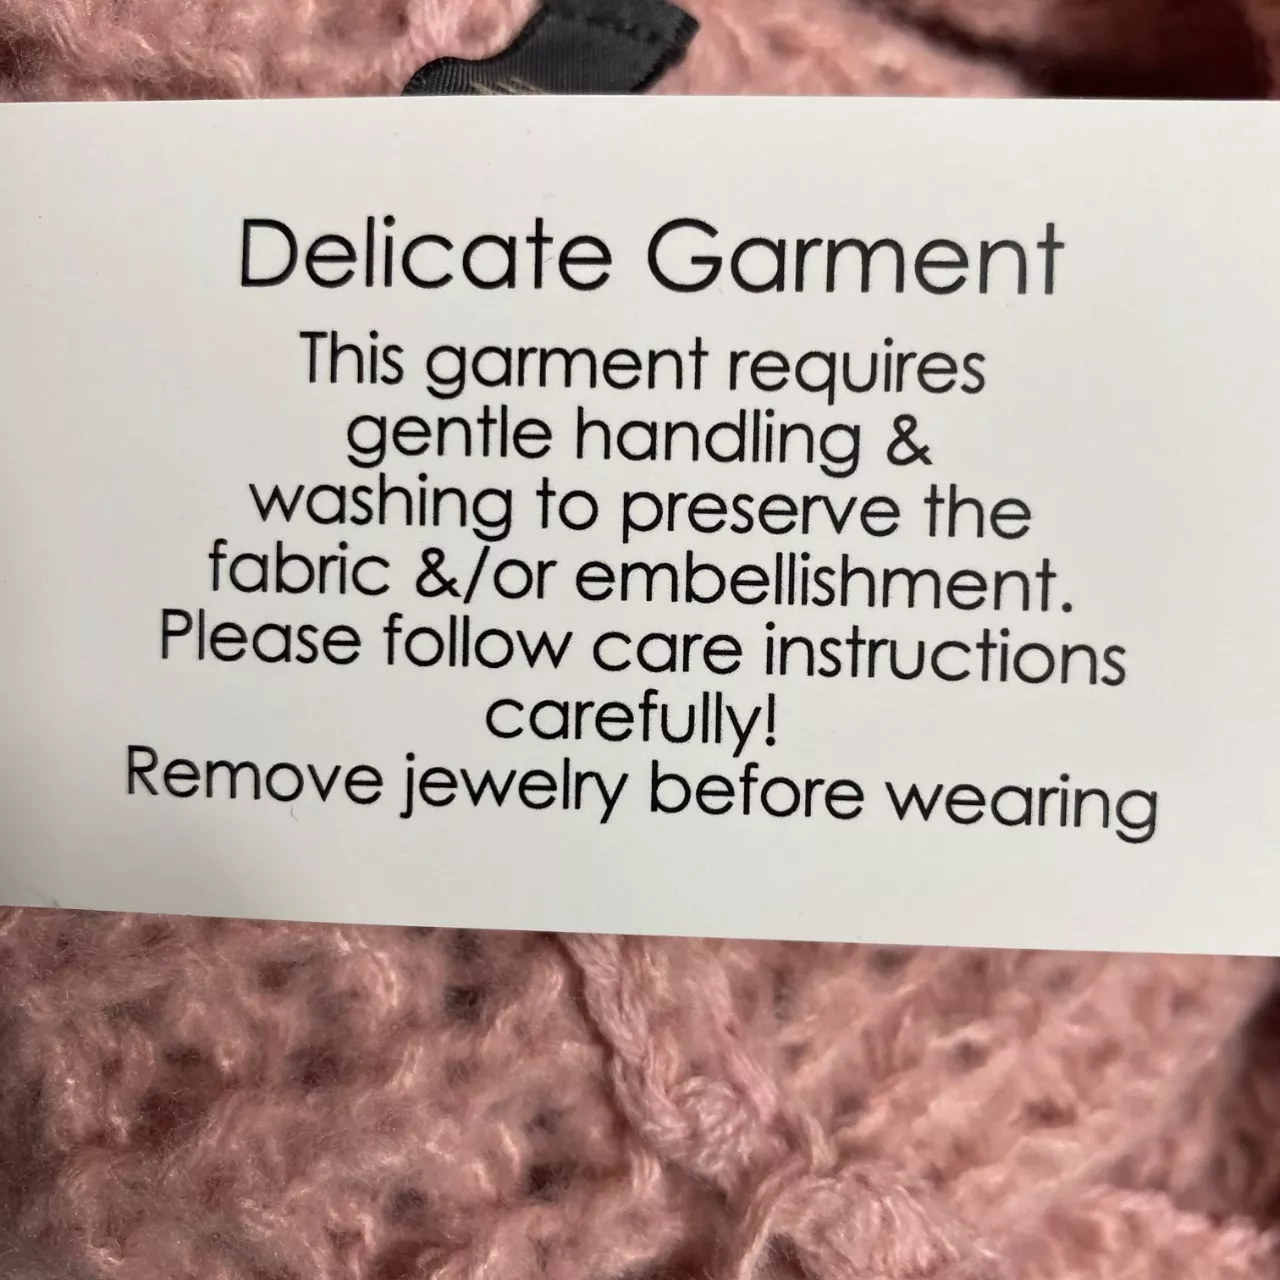 Delicate Garment
This garment requires
gentle handling &
washing to preserve the
fabric &/or embellishment.
Please follow care instructions
carefully!
Remove jewelry before wearing